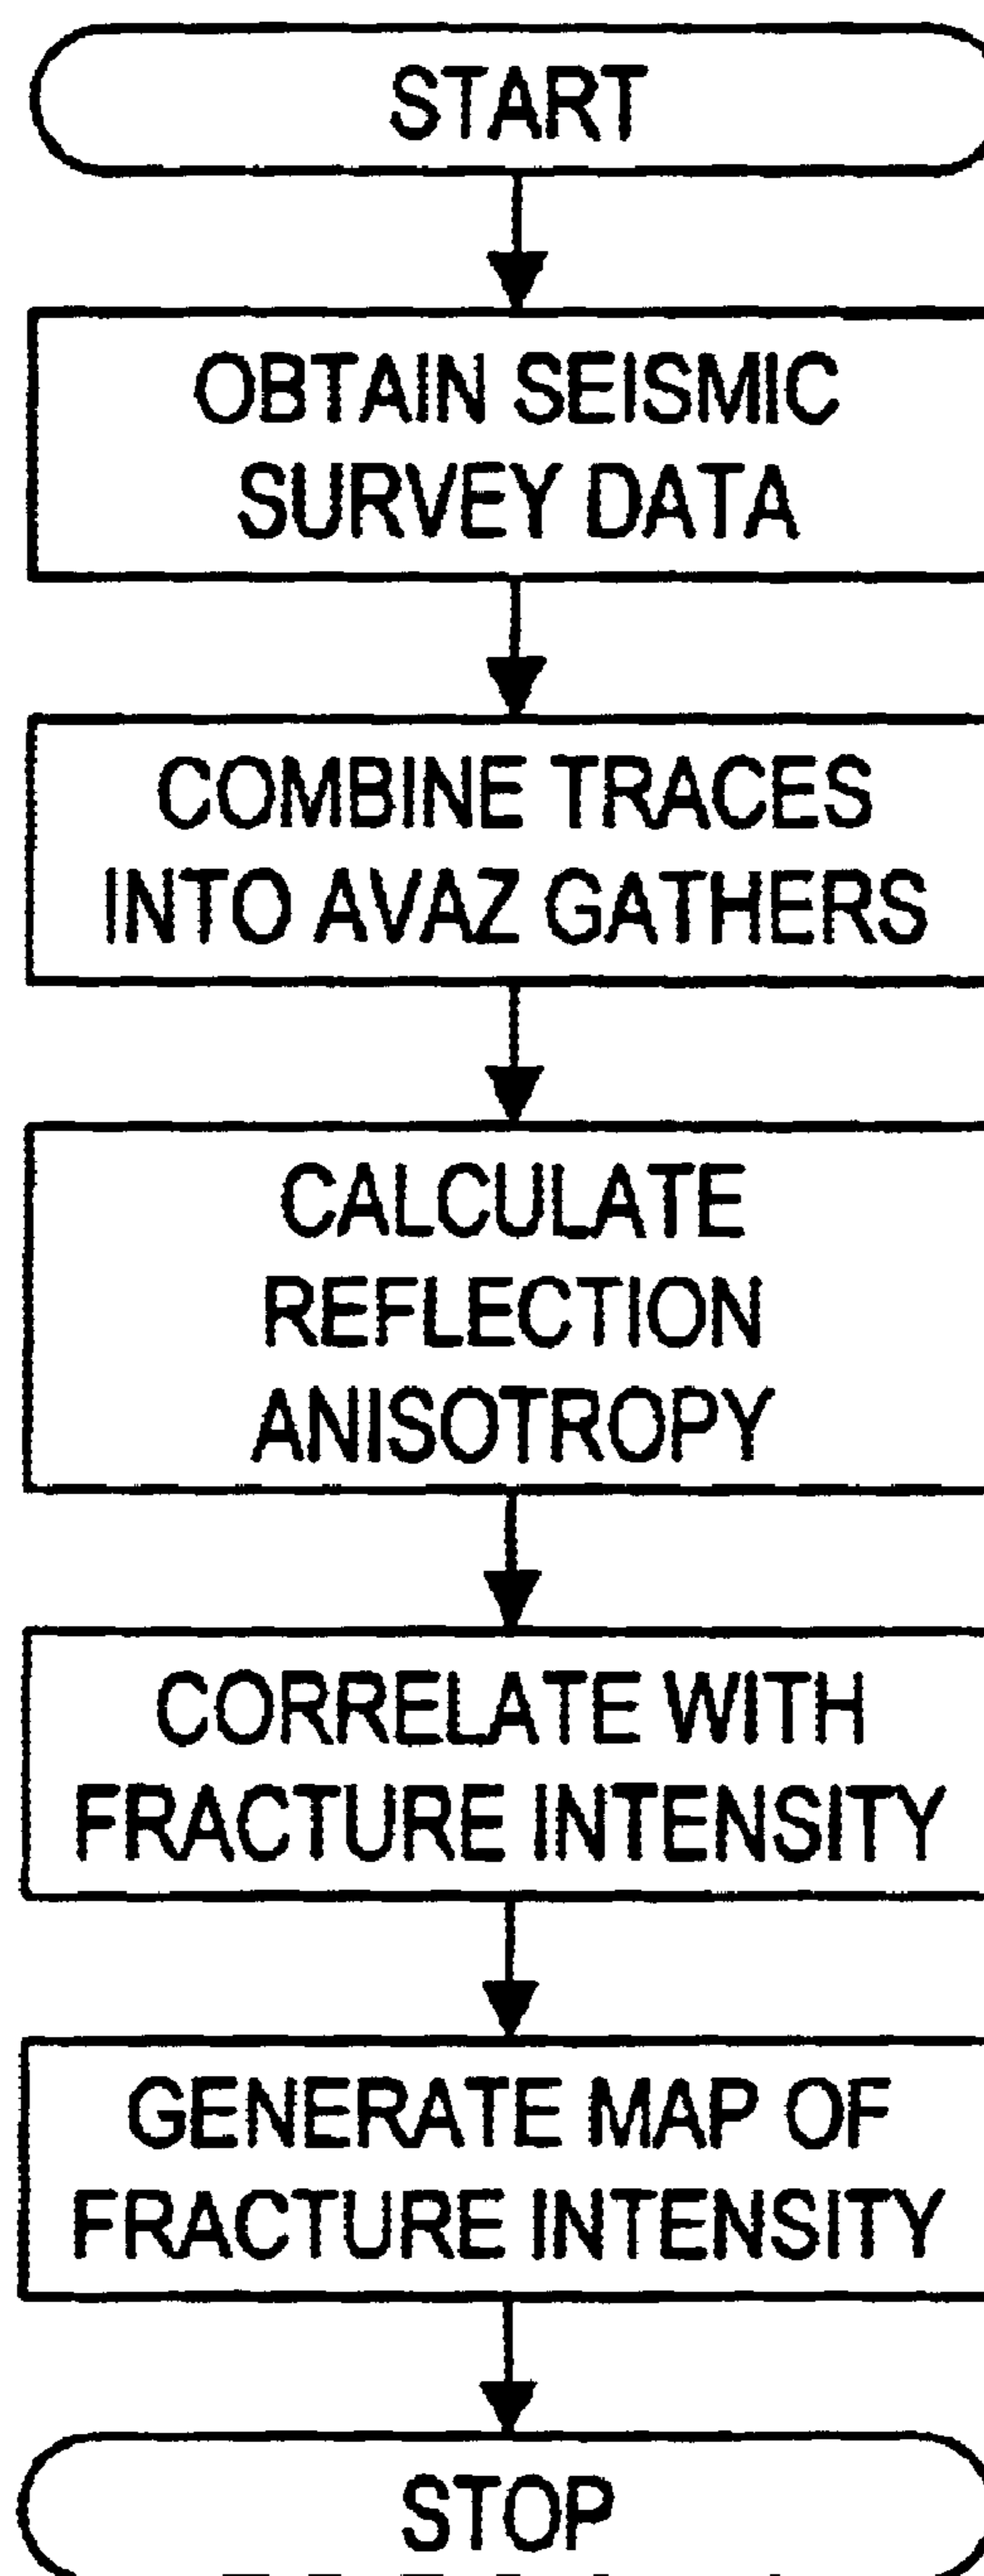 START
OBTAIN SEISMIC
SURVEY DATA
COMBINE TRACES
INTO AVAZ GATHERS
CALCULATE
REFLECTION
ANISOTROPY
CORRELATE WITH
FRACTURE INTENSITY
GENERATE MAP OF
FRACTURE INTENSITY
STOP